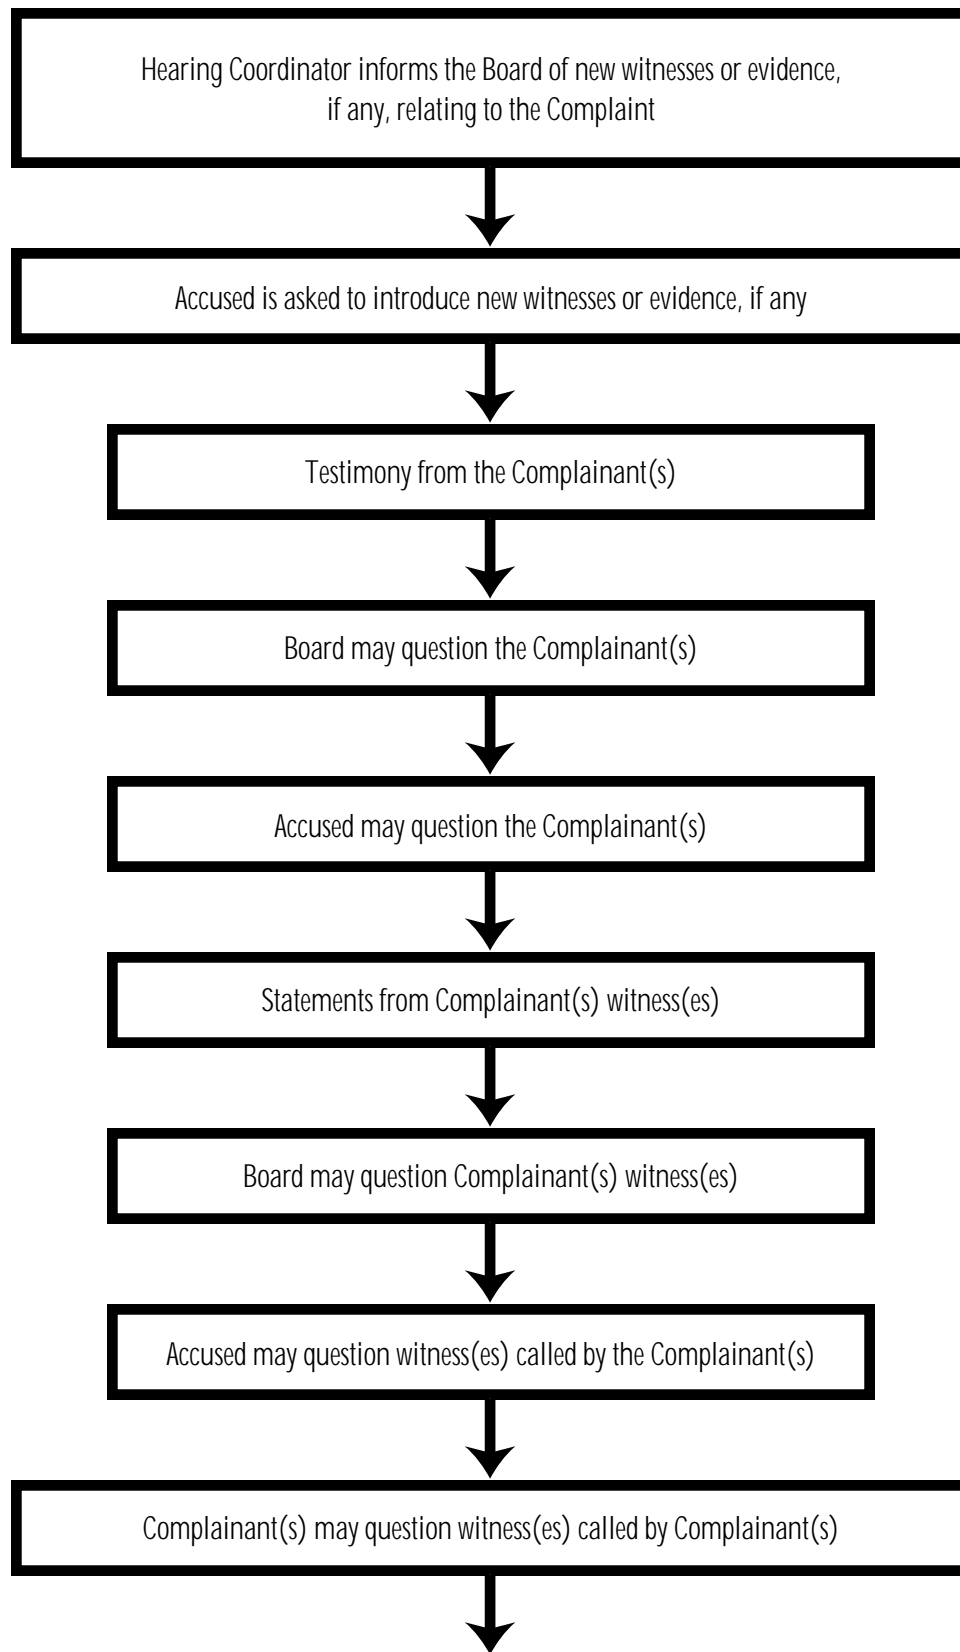 Hearing Coordinator informs the Board of new witnesses or evidence,
if any, relating to the Complaint
Accused is asked to introduce new witnesses or evidence, if any
Testimony from the Complainant(s)
Board may question the Complainant(s)
Accused may question the Complainant(s)
Statements from Complainant(s) witness(es)
Board may question Complainant(s) witness(es)
Accused may question witness(es) called by the Complainant(s)
Complainant(s) may question witness(es) called by Complainant(s)